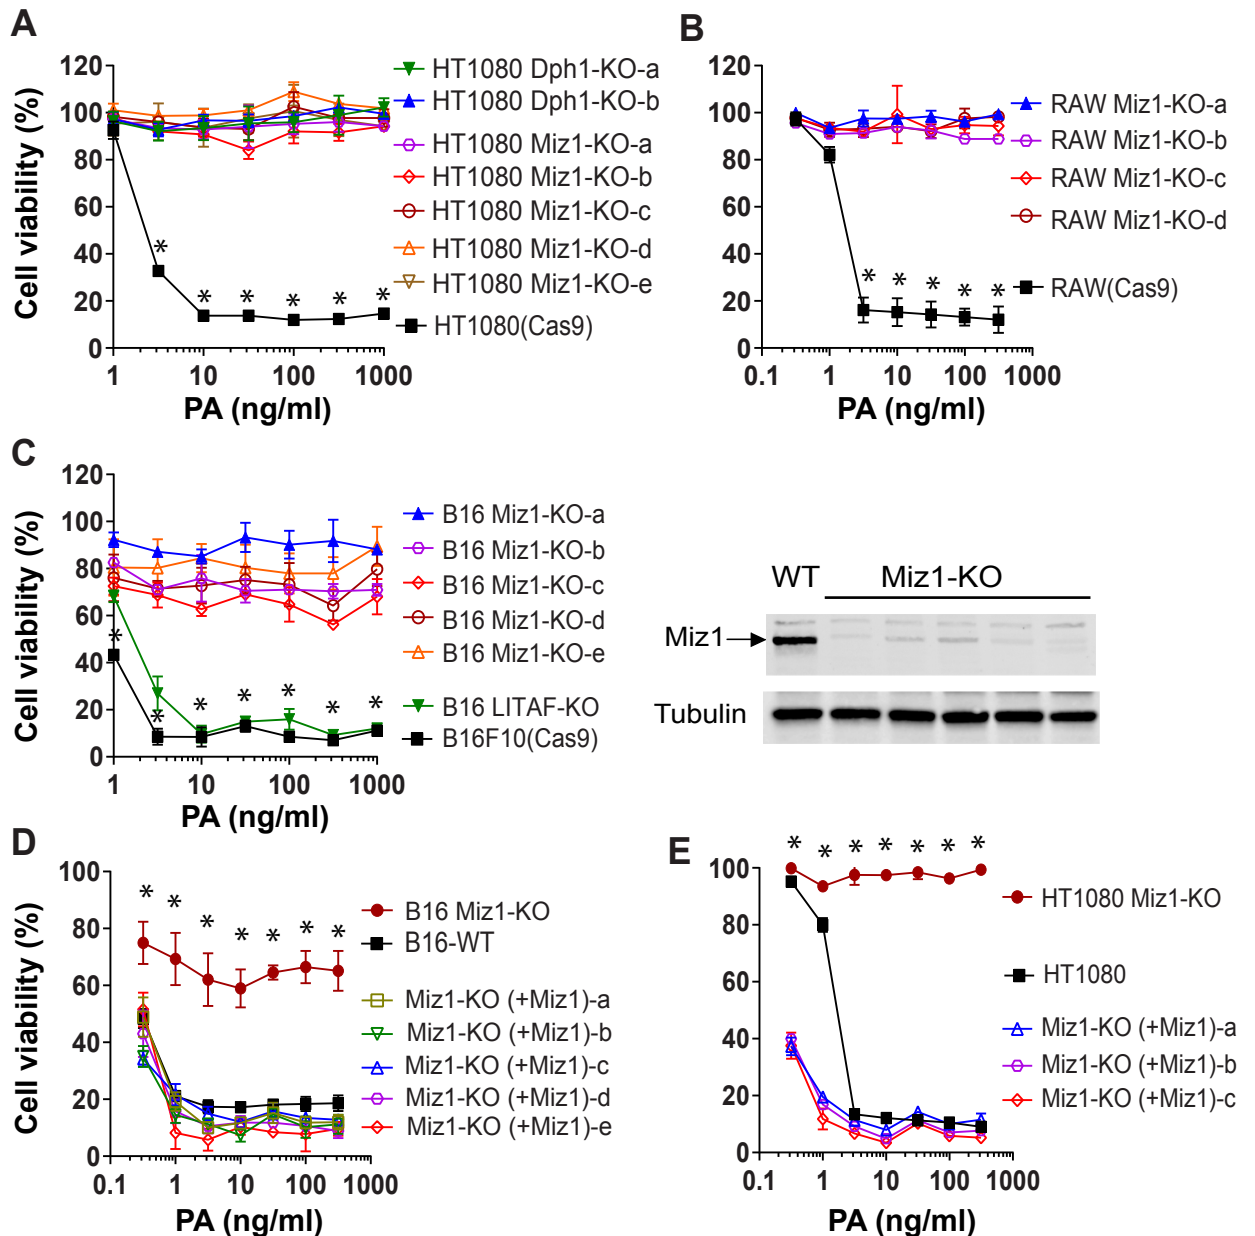 A
Cell viability (%)
120
100
80
60
40
20
0
1
10
100
1000
PA (ng/ml)
* * * * * * *
HT1080 Dph1-KO-a
HT1080 Dph1-KO-b
HT1080 Miz1-KO-a
HT1080 Miz1-KO-b
HT1080 Miz1-KO-c
HT1080 Miz1-KO-d
HT1080 Miz1-KO-e
HT1080(Cas9)
B
120
100
80
60
40
20
0
0.1
1
10
100
1000
PA (ng/ml)
* * * * *
RAW Miz1-KO-a
RAW Miz1-KO-b
RAW Miz1-KO-c
RAW Miz1-KO-d
RAW(Cas9)
C
Cell viability (%)
120
100
80
60
40
20
0
1
10
100
1000
PA (ng/ml)
* * * * * * *
B16 Miz1-KO-a
B16 Miz1-KO-b
B16 Miz1-KO-c
B16 Miz1-KO-d
B16 Miz1-KO-e
B16 LITAF-KO
B16F10(Cas9)
WT Miz1-KO
Miz1
Tubulin
D
Cell viability (%)
100
80
60
40
20
0
0.1
1
10
100
1000
PA (ng/ml)
* * * * * * *
B16 Miz1-KO
B16-WT
Miz1-KO (+Miz1)-a
Miz1-KO (+Miz1)-b
Miz1-KO (+Miz1)-c
Miz1-KO (+Miz1)-d
Miz1-KO (+Miz1)-e
E
100
80
60
40
20
0
0.1
1
10
100
1000
PA (ng/ml)
* * * * * * *
HT1080 Miz1-KO
HT1080
Miz1-KO (+Miz1)-a
Miz1-KO (+Miz1)-b
Miz1-KO (+Miz1)-c